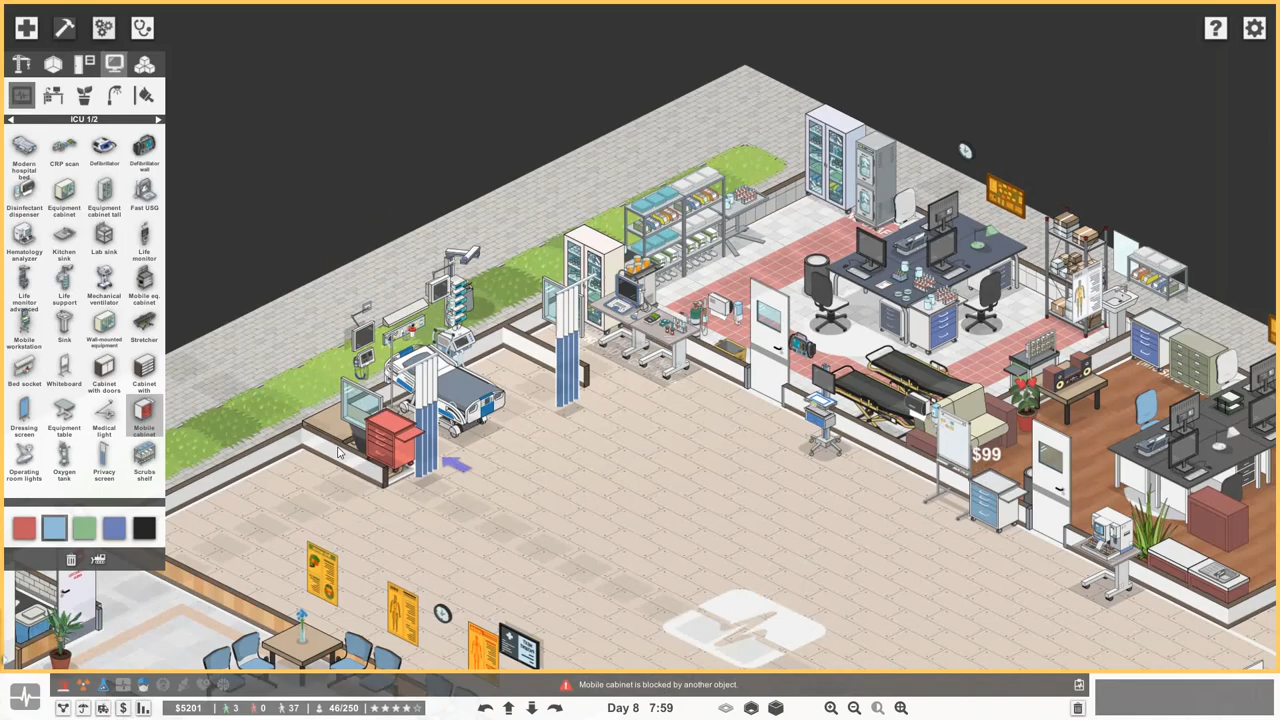 ?
ICU 1/2
Modern hospital bed
CRP scan
Defibrillator
Defibrillator wall
Disinfectant dispenser
Equipment cabinet
Equipment cabinet tall
Fast USG
Hematology analyzer
Kitchen sink
Lab sink
Life monitor
Life monitor advanced
Life support
Mechanical ventilator
Mobile eq. cabinet
Mobile workstation
Sink
Wall-mounted equipment
Stretcher
Bed socket
Whiteboard
Cabinet with doors
Cabinet with
Dressing screen
Equipment table
Medical light
Mobile cabinet
Operating room lights
Oxygen tank
Privacy screen
Scrubs shelf
$99
Mobile cabinet is blocked by another object.
$5201
3
0
37
46/250
Day 8 7:59